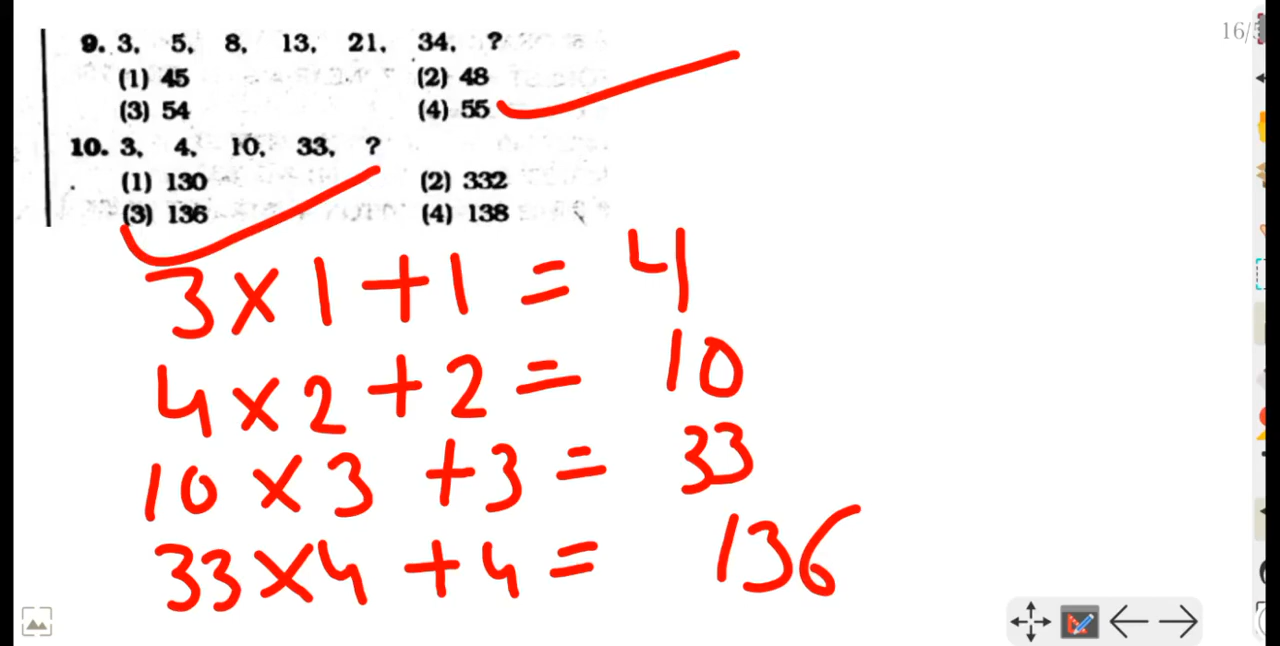 16/5
9. 3, 5, 8, 13, 21, 34, ?
(1) 45 (2) 48
(3) 54 (4) 55
10. 3, 4, 10, 33, ?
(1) 130 (2) 332
(3) 136 (4) 138
3 × 1 + 1 = 4
4 × 2 + 2 = 10
10 × 3 + 3 = 33
33 × 4 + 4 = 136